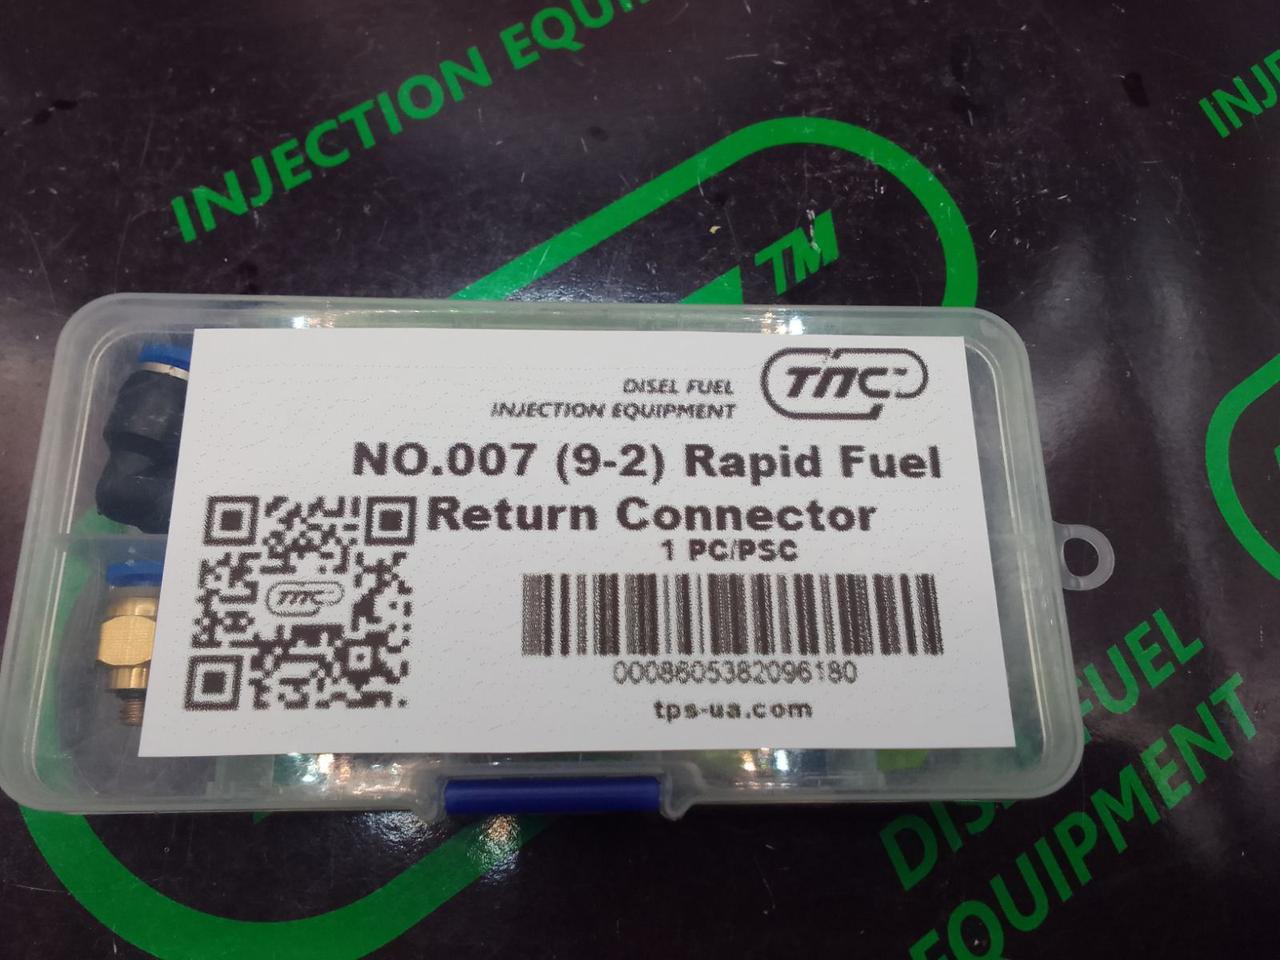 INJECTION EQU
INJ
TM
DISEL FUEL
INJECTION EQUIPMENT
ТПС
NO.007 (9-2) Rapid Fuel
Return Connector
1 PC/PSC
ТПС
0008605382096180
tps-ua.com
DIS FUEL
EQUIPMENT